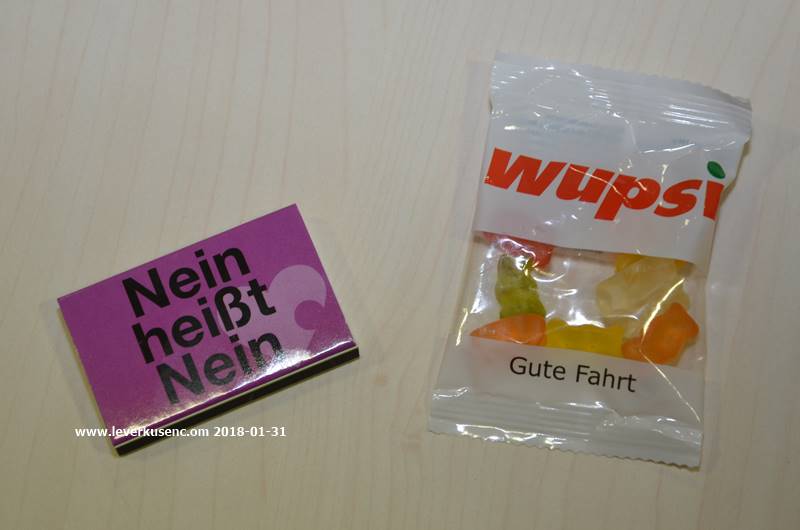 wupsi
Nein
heißt
Nein
Gute Fahrt
www.leverkusenc.om 2018-01-31